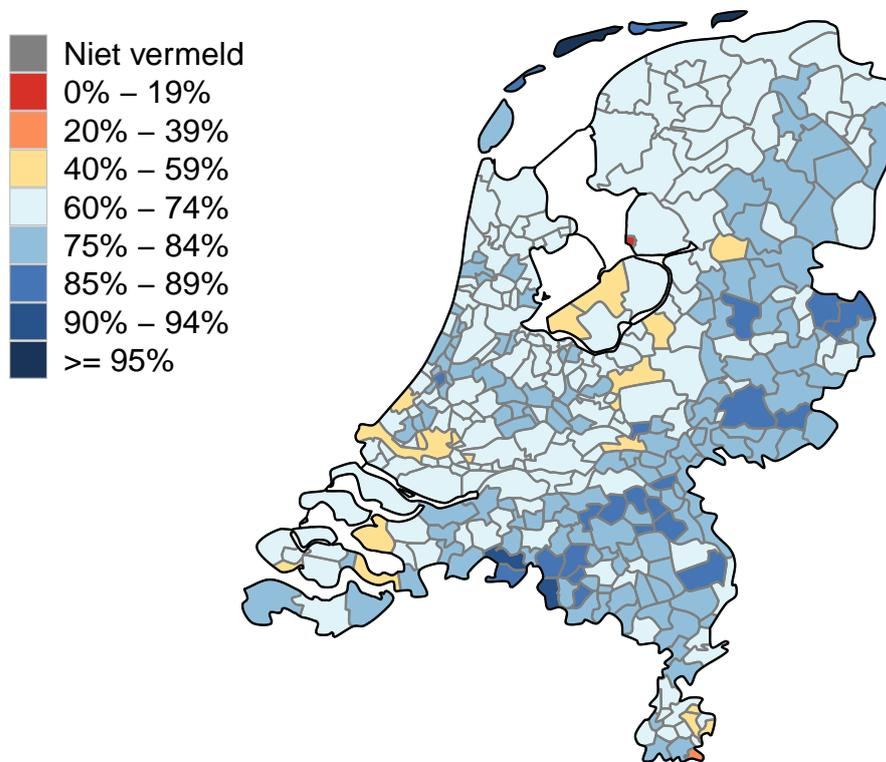 Niet vermeld
0% – 19%
20% – 39%
40% – 59%
60% – 74%
75% – 84%
85% – 89%
90% – 94%
>= 95%